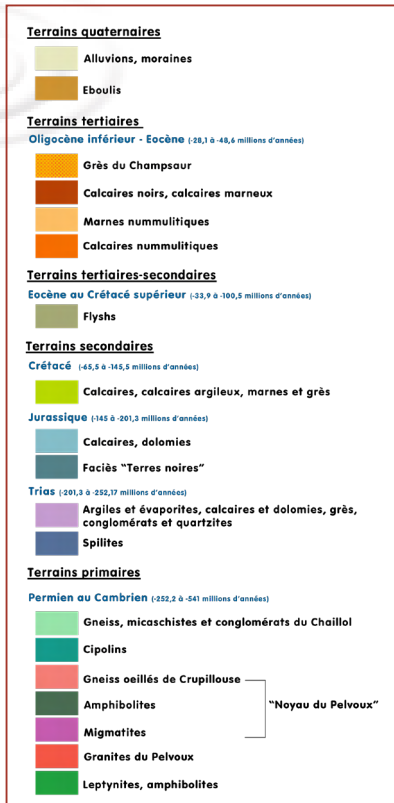 Terrains quaternaires
Alluvions, moraines
Eboulis
Terrains tertiaires
Oligocène inférieur - Eocène (-28,1 à -48,6 millions d'années)
Grès du Champsaur
Calcaires noirs, calcaires marneux
Marnes nummulitiques
Calcaires nummulitiques
Terrains tertiaires-secondaires
Eocène au Crétacé supérieur (-33,9 à -100,5 millions d'années)
Flyshs
Terrains secondaires
Crétacé (-65,5 à -145,5 millions d'années)
Calcaires, calcaires argileux, marnes et grès
Jurassique (-145 à -201,3 millions d'années)
Calcaires, dolomies
Faciès "Terres noires"
Trias (-201,3 à -252,17 millions d'années)
Argiles et évaporites, calcaires et dolomies, grès,
conglomérats et quartzites
Spilites
Terrains primaires
Permien au Cambrien (-252,2 à -541 millions d'années)
Gneiss, micaschistes et conglomérats du Chaillol
Cipolins
Gneiss oeillés de Crupillouse
Amphibolites
"Noyau du Pelvoux"
Migmatites
Granites du Pelvoux
Leptynites, amphibolites